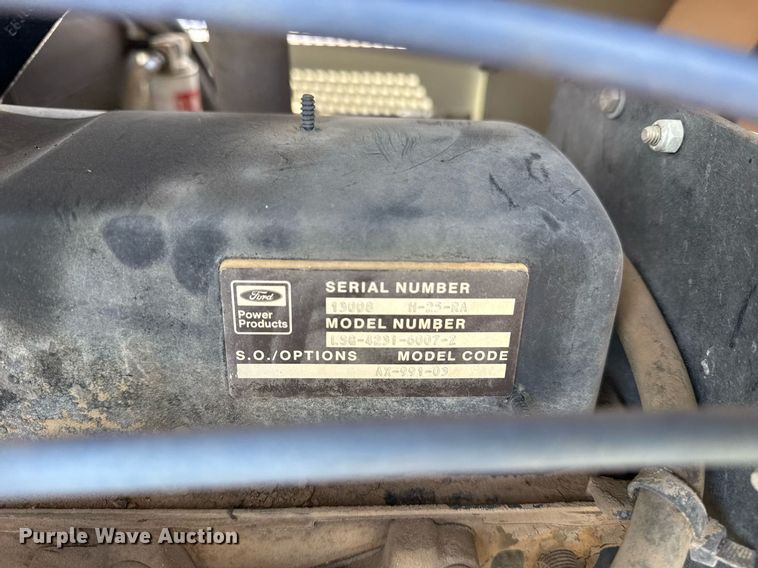 Ford
Power
Products
SERIAL NUMBER
13008 M-25-RA
MODEL NUMBER
LSG-4231-6007-Z
S.O./OPTIONS MODEL CODE
AX-991-03
Purple Wave Auction